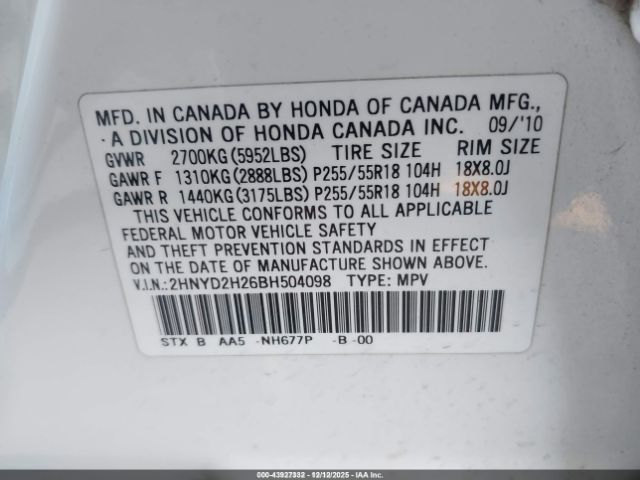 MFD. IN CANADA BY HONDA OF CANADA MFG.,
A DIVISION OF HONDA CANADA INC. 09/'10
GVWR 2700KG(5952LBS) TIRE SIZE RIM SIZE
GAWR F 1310KG(2888LBS) P255/55R18 104H 18X8.0J
GAWR R 1440KG(3175LBS) P255/55R18 104H 18X8.0J
THIS VEHICLE CONFORMS TO ALL APPLICABLE
FEDERAL MOTOR VEHICLE SAFETY
AND THEFT PREVENTION STANDARDS IN EFFECT
ON THE DATE OF MANUFACTURE SHOWN ABOVE.
V.I.N.:2HNYD2H26BH504098 TYPE: MPV
STX B AA5 -NH677P -B-00
00-43927332 - 12/12/2025 - IAA Inc.